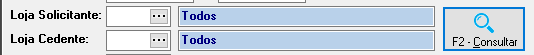 Loja Solicitante: ... Todos
Loja Cedente: ... Todos
F2 - Consultar